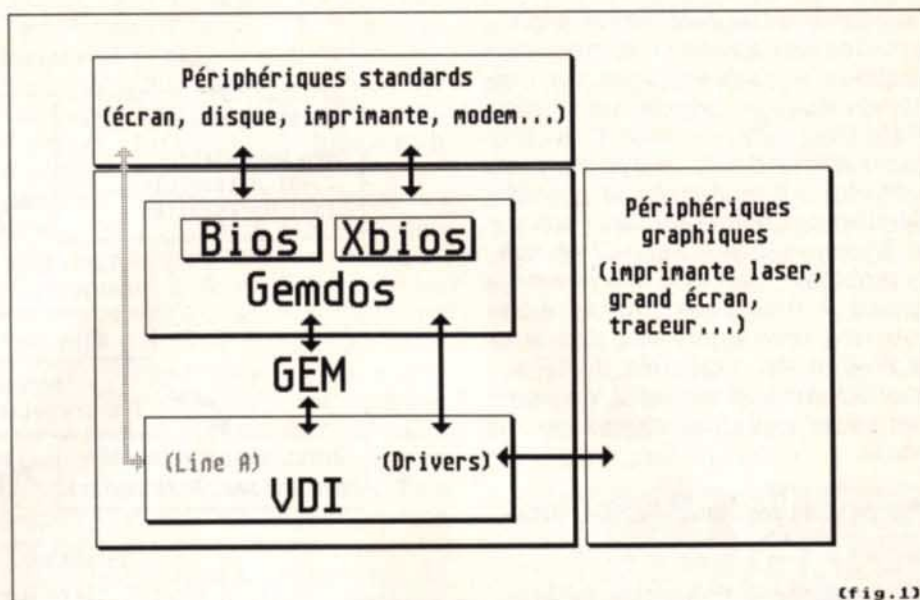 Périphériques standards
(écran, disque, imprimante, modem...)
Bios Xbios
Gemdos
GEM
(Line A) (Drivers)
VDI
Périphériques
graphiques
(imprimante laser,
grand écran,
traceur...)
(fig.1)